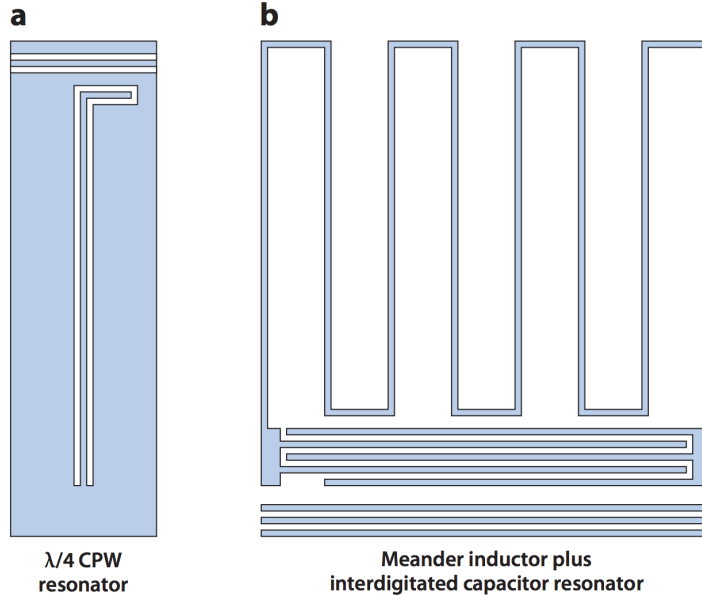 a
b
λ/4 CPW
resonator
Meander inductor plus
interdigitated capacitor resonator